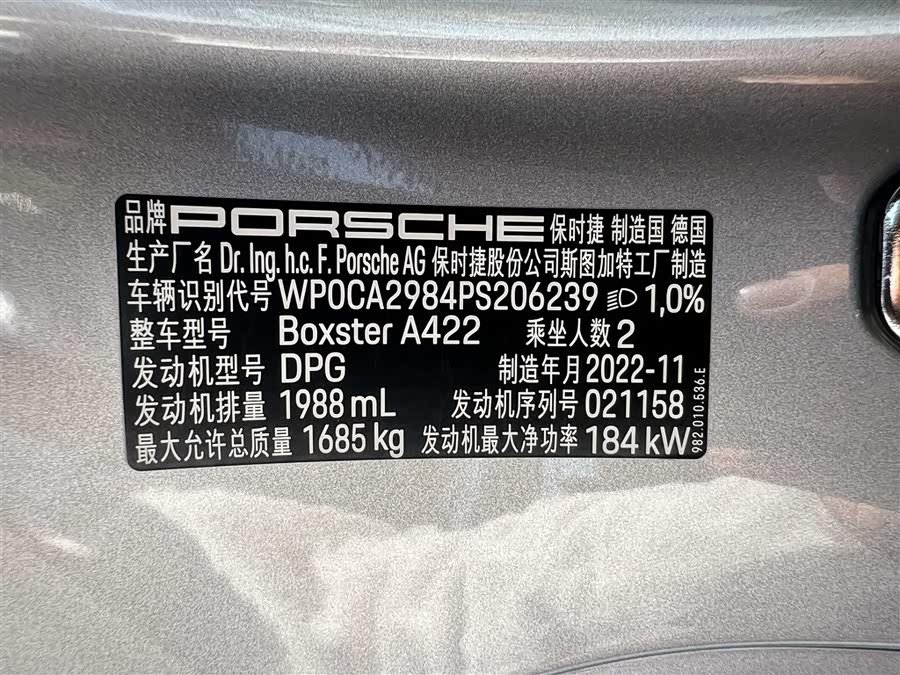 品牌 PORSCHE 保时捷 制造国 德国
生产厂名 Dr. Ing. h.c. F. Porsche AG 保时捷股份公司斯图加特工厂制造
车辆识别代号 WP0CA2984PS206239 1,0%
整车型号 Boxster A422 乘坐人数 2
发动机型号 DPG 制造年月 2022-11
发动机排量 1988 mL 发动机序列号 021158
最大允许总质量 1685 kg 发动机最大净功率 184 kW
982.010.536.E